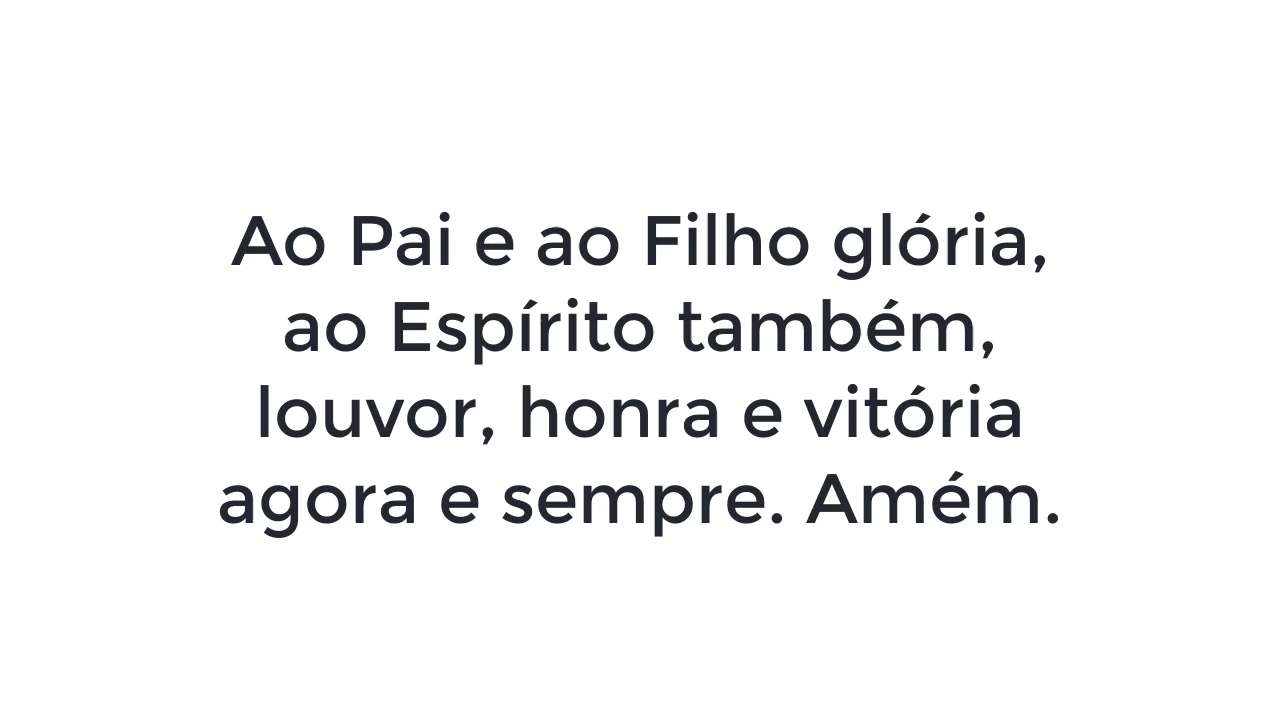 Ao Pai e ao Filho glória,
ao Espírito também,
louvor, honra e vitória
agora e sempre. Amém.